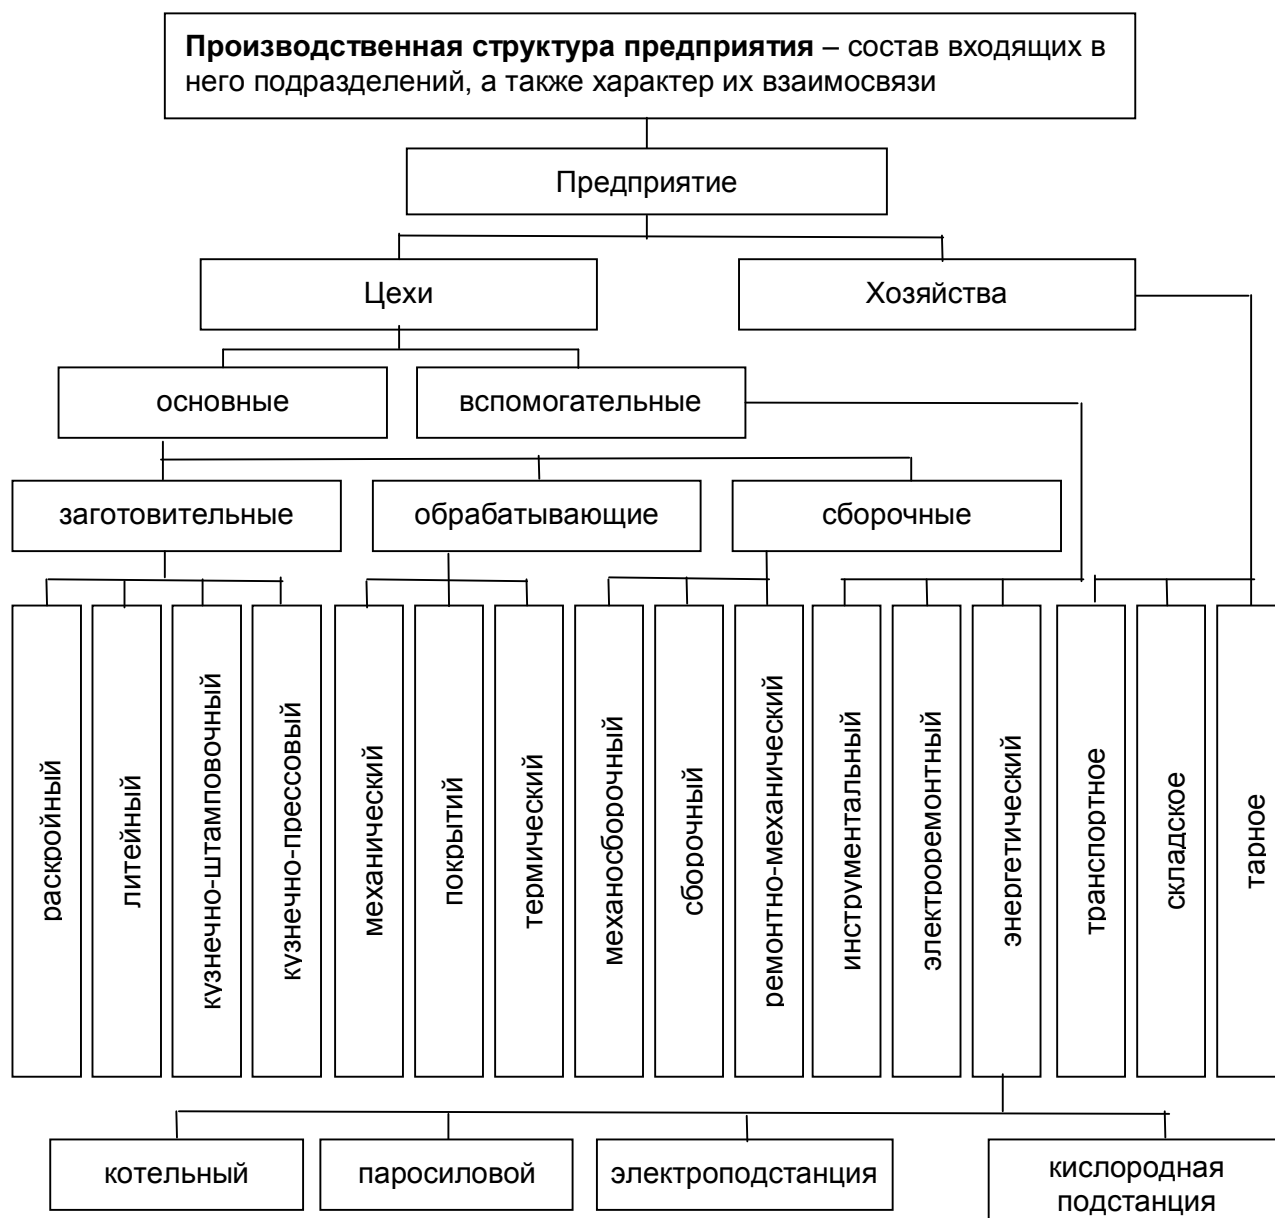 Производственная структура предприятия – состав входящих в
него подразделений, а также характер их взаимосвязи
Предприятие
Цехи
Хозяйства
основные
вспомогательные
заготовительные
обрабатывающие
сборочные
раскройный
литейный
кузнечно-штамповочный
кузнечно-прессовый
механический
покрытий
термический
механосборочный
сборочный
ремонтно-механический
инструментальный
электроремонтный
энергетический
транспортное
складское
тарное
котельный
паросиловой
электроподстанция
кислородная
подстанция